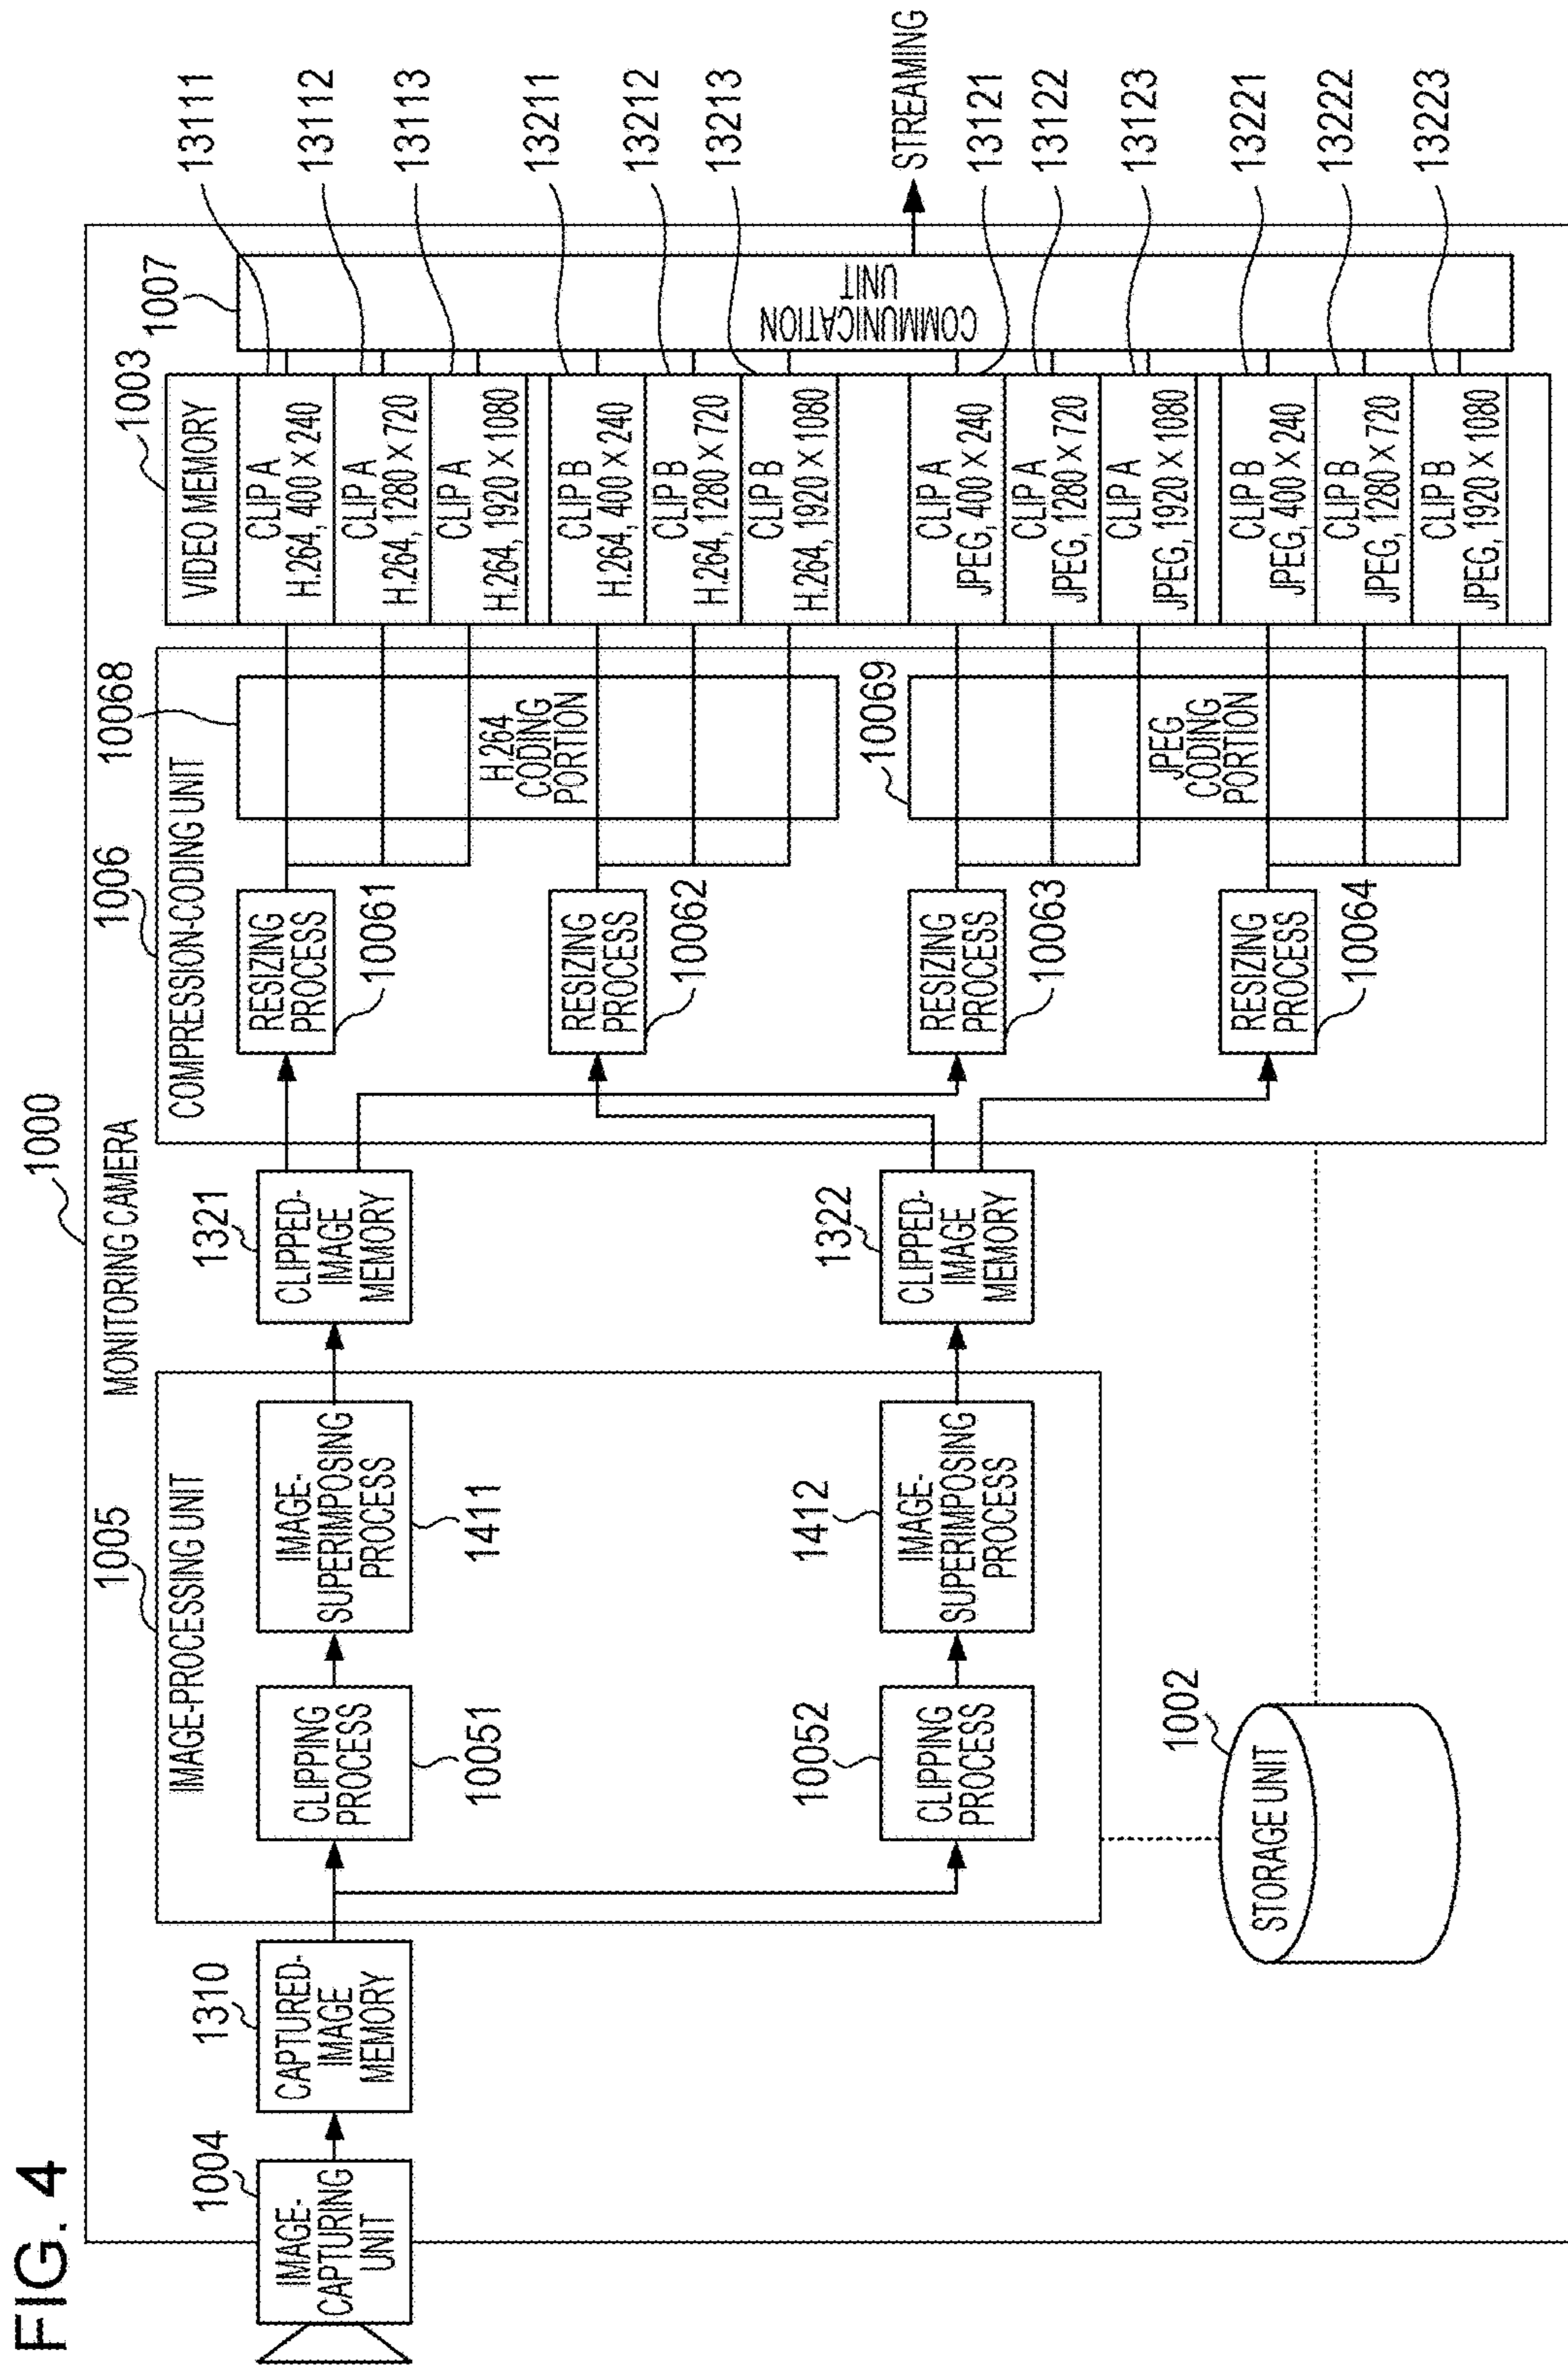 FIG. 4
1000
MONITORING CAMERA
1004
IMAGE-
CAPTURING
UNIT
1310
CAPTURED-
IMAGE
MEMORY
1005
IMAGE-PROCESSING UNIT
CLIPPING
PROCESS
10051
IMAGE-
SUPERIMPOSING
PROCESS
1411
10052
CLIPPING
PROCESS
1412
IMAGE-
SUPERIMPOSING
PROCESS
1002
STORAGE UNIT
1321
CLIPPED-
IMAGE
MEMORY
1322
CLIPPED-
IMAGE
MEMORY
1006
COMPRESSION-CODING UNIT
RESIZING
PROCESS
10061
RESIZING
PROCESS
10062
RESIZING
PROCESS
10063
RESIZING
PROCESS
10064
10068
H.264
CODING
PORTION
10069
JPEG
CODING
PORTION
1003
VIDEO MEMORY
CLIP A
H.264, 400 × 240
CLIP A
H.264, 1280 × 720
CLIP A
H.264, 1920 × 1080
CLIP B
H.264, 400 × 240
CLIP B
H.264, 1280 × 720
CLIP B
H.264, 1920 × 1080
CLIP A
JPEG, 400 × 240
CLIP A
JPEG, 1280 × 720
CLIP A
JPEG, 1920 × 1080
CLIP B
JPEG, 400 × 240
CLIP B
JPEG, 1280 × 720
CLIP B
JPEG, 1920 × 1080
1007
COMMUNICATION
UNIT
13111
13112
13113
13211
13212
13213
STREAMING
13121
13122
13123
13221
13222
13223